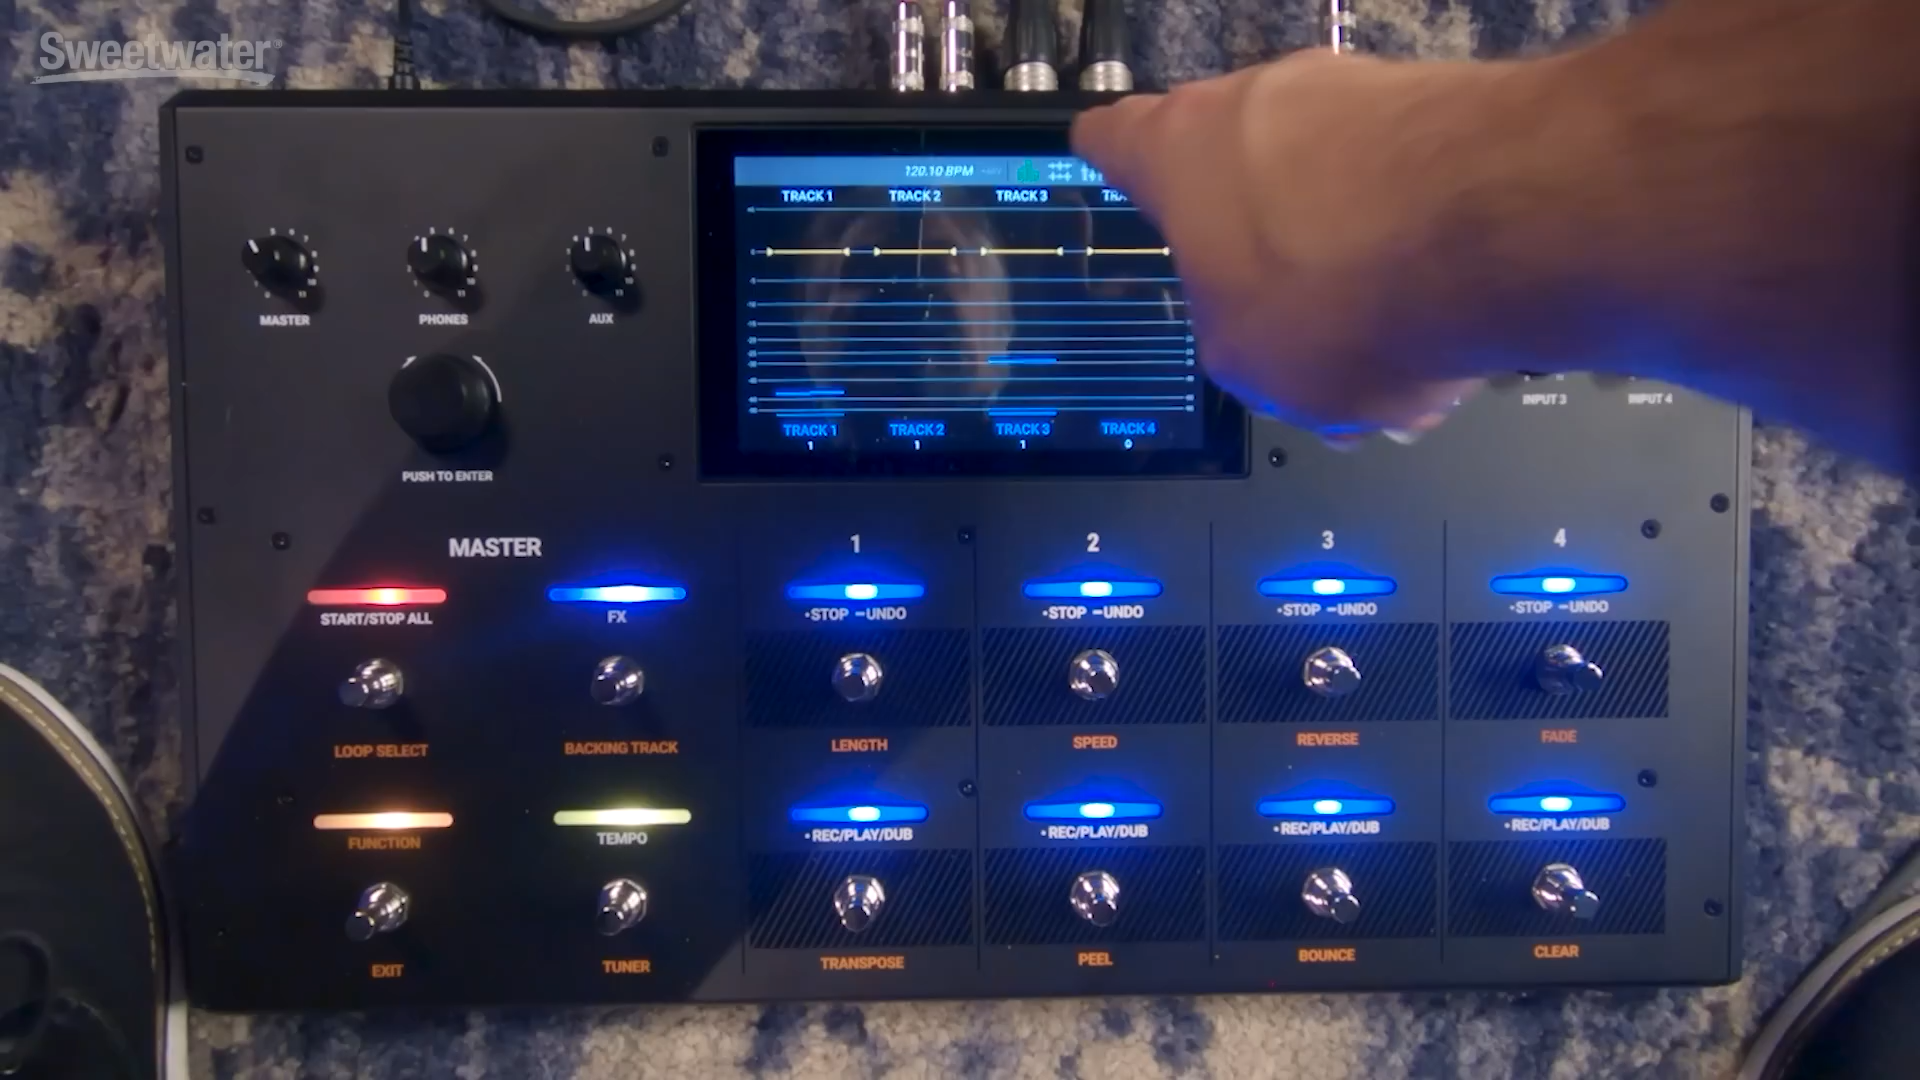 Sweetwater
120.10 BPM
TRACK 1 TRACK 2 TRACK 3
TRACK 1 TRACK 2 TRACK 3 TRACK 4
1 1 1 0
MASTER PHONES AUX
PUSH TO ENTER
INPUT 3 INPUT 4
MASTER
1 2 3 4
START/STOP ALL FX
•STOP –UNDO •STOP –UNDO •STOP –UNDO •STOP –UNDO
LOOP SELECT BACKING TRACK LENGTH SPEED REVERSE FADE
FUNCTION TEMPO
•REC/PLAY/DUB •REC/PLAY/DUB •REC/PLAY/DUB •REC/PLAY/DUB
EXIT TUNER TRANSPOSE PEEL BOUNCE CLEAR